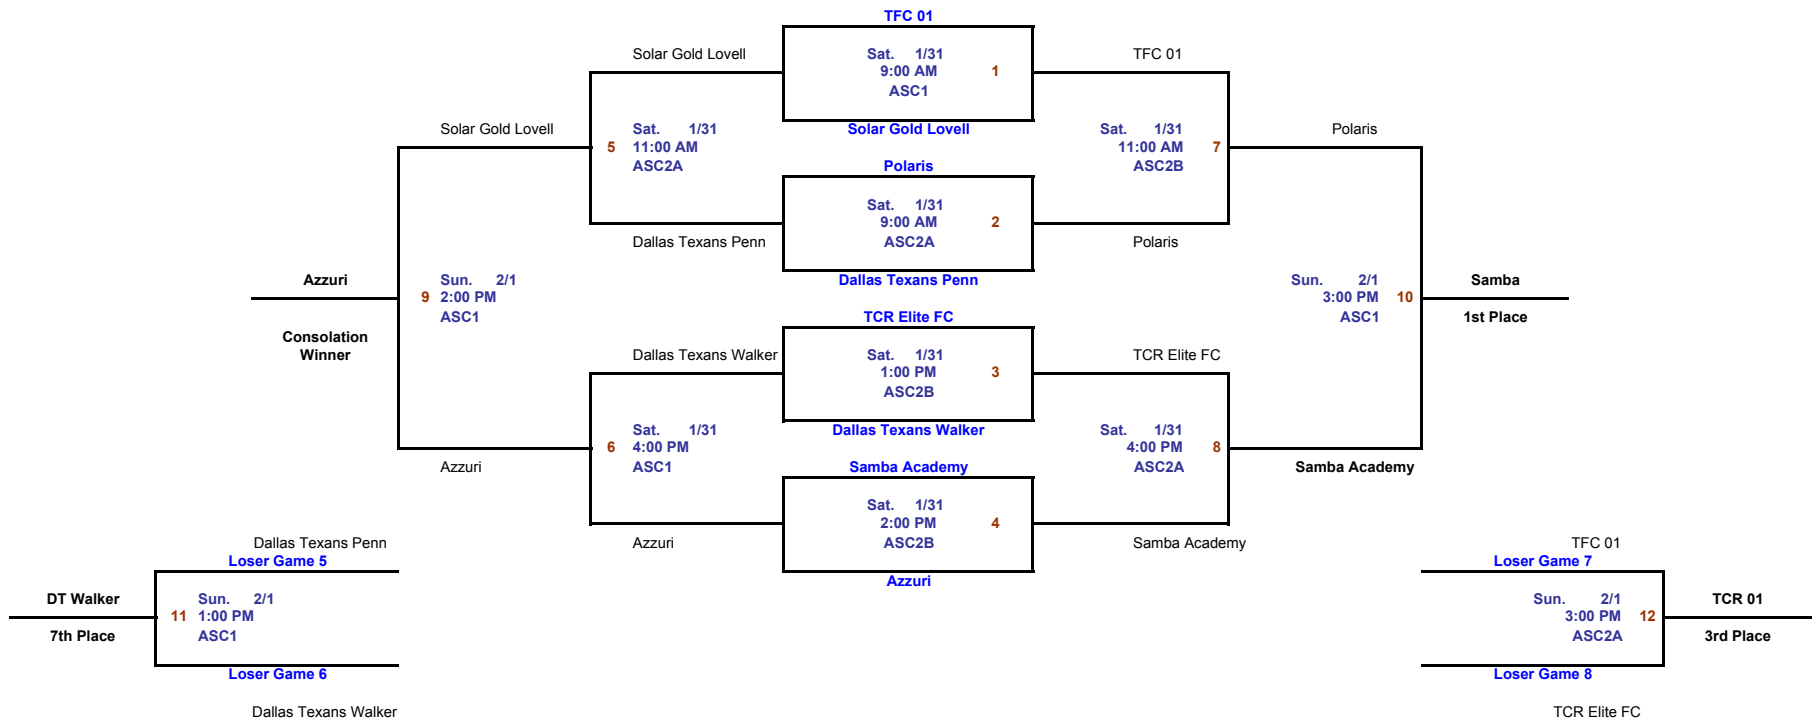 TFC 01
Solar Gold Lovell
Sat. 1/31
TFC 01
9:00 AM 1
ASC1
Solar Gold Lovell
Sat. 1/31
Solar Gold Lovell
Sat. 1/31
Polaris
5 11:00 AM
11:00 AM 7
ASC2A
Polaris
ASC2B
Sat. 1/31
9:00 AM 2
Dallas Texans Penn
ASC2A
Polaris
Azzuri
Sun. 2/1
Dallas Texans Penn
Sun. 2/1
Samba
9 2:00 PM
3:00 PM 10
ASC1
TCR Elite FC
ASC1
1st Place
Consolation
Winner
Dallas Texans Walker
Sat. 1/31
TCR Elite FC
1:00 PM 3
ASC2B
Sat. 1/31
Dallas Texans Walker
Sat. 1/31
6 4:00 PM
4:00 PM 8
Azzuri
ASC1
Samba Academy
ASC2A
Samba Academy
Sat. 1/31
2:00 PM 4
Dallas Texans Penn
Azzuri
ASC2B
Samba Academy
TFC 01
Loser Game 5
Azzuri
Loser Game 7
DT Walker
Sun. 2/1
Sun. 2/1
TCR 01
11 1:00 PM
3:00 PM 12
7th Place
ASC1
ASC2A
3rd Place
Loser Game 6
Loser Game 8
Dallas Texans Walker
TCR Elite FC